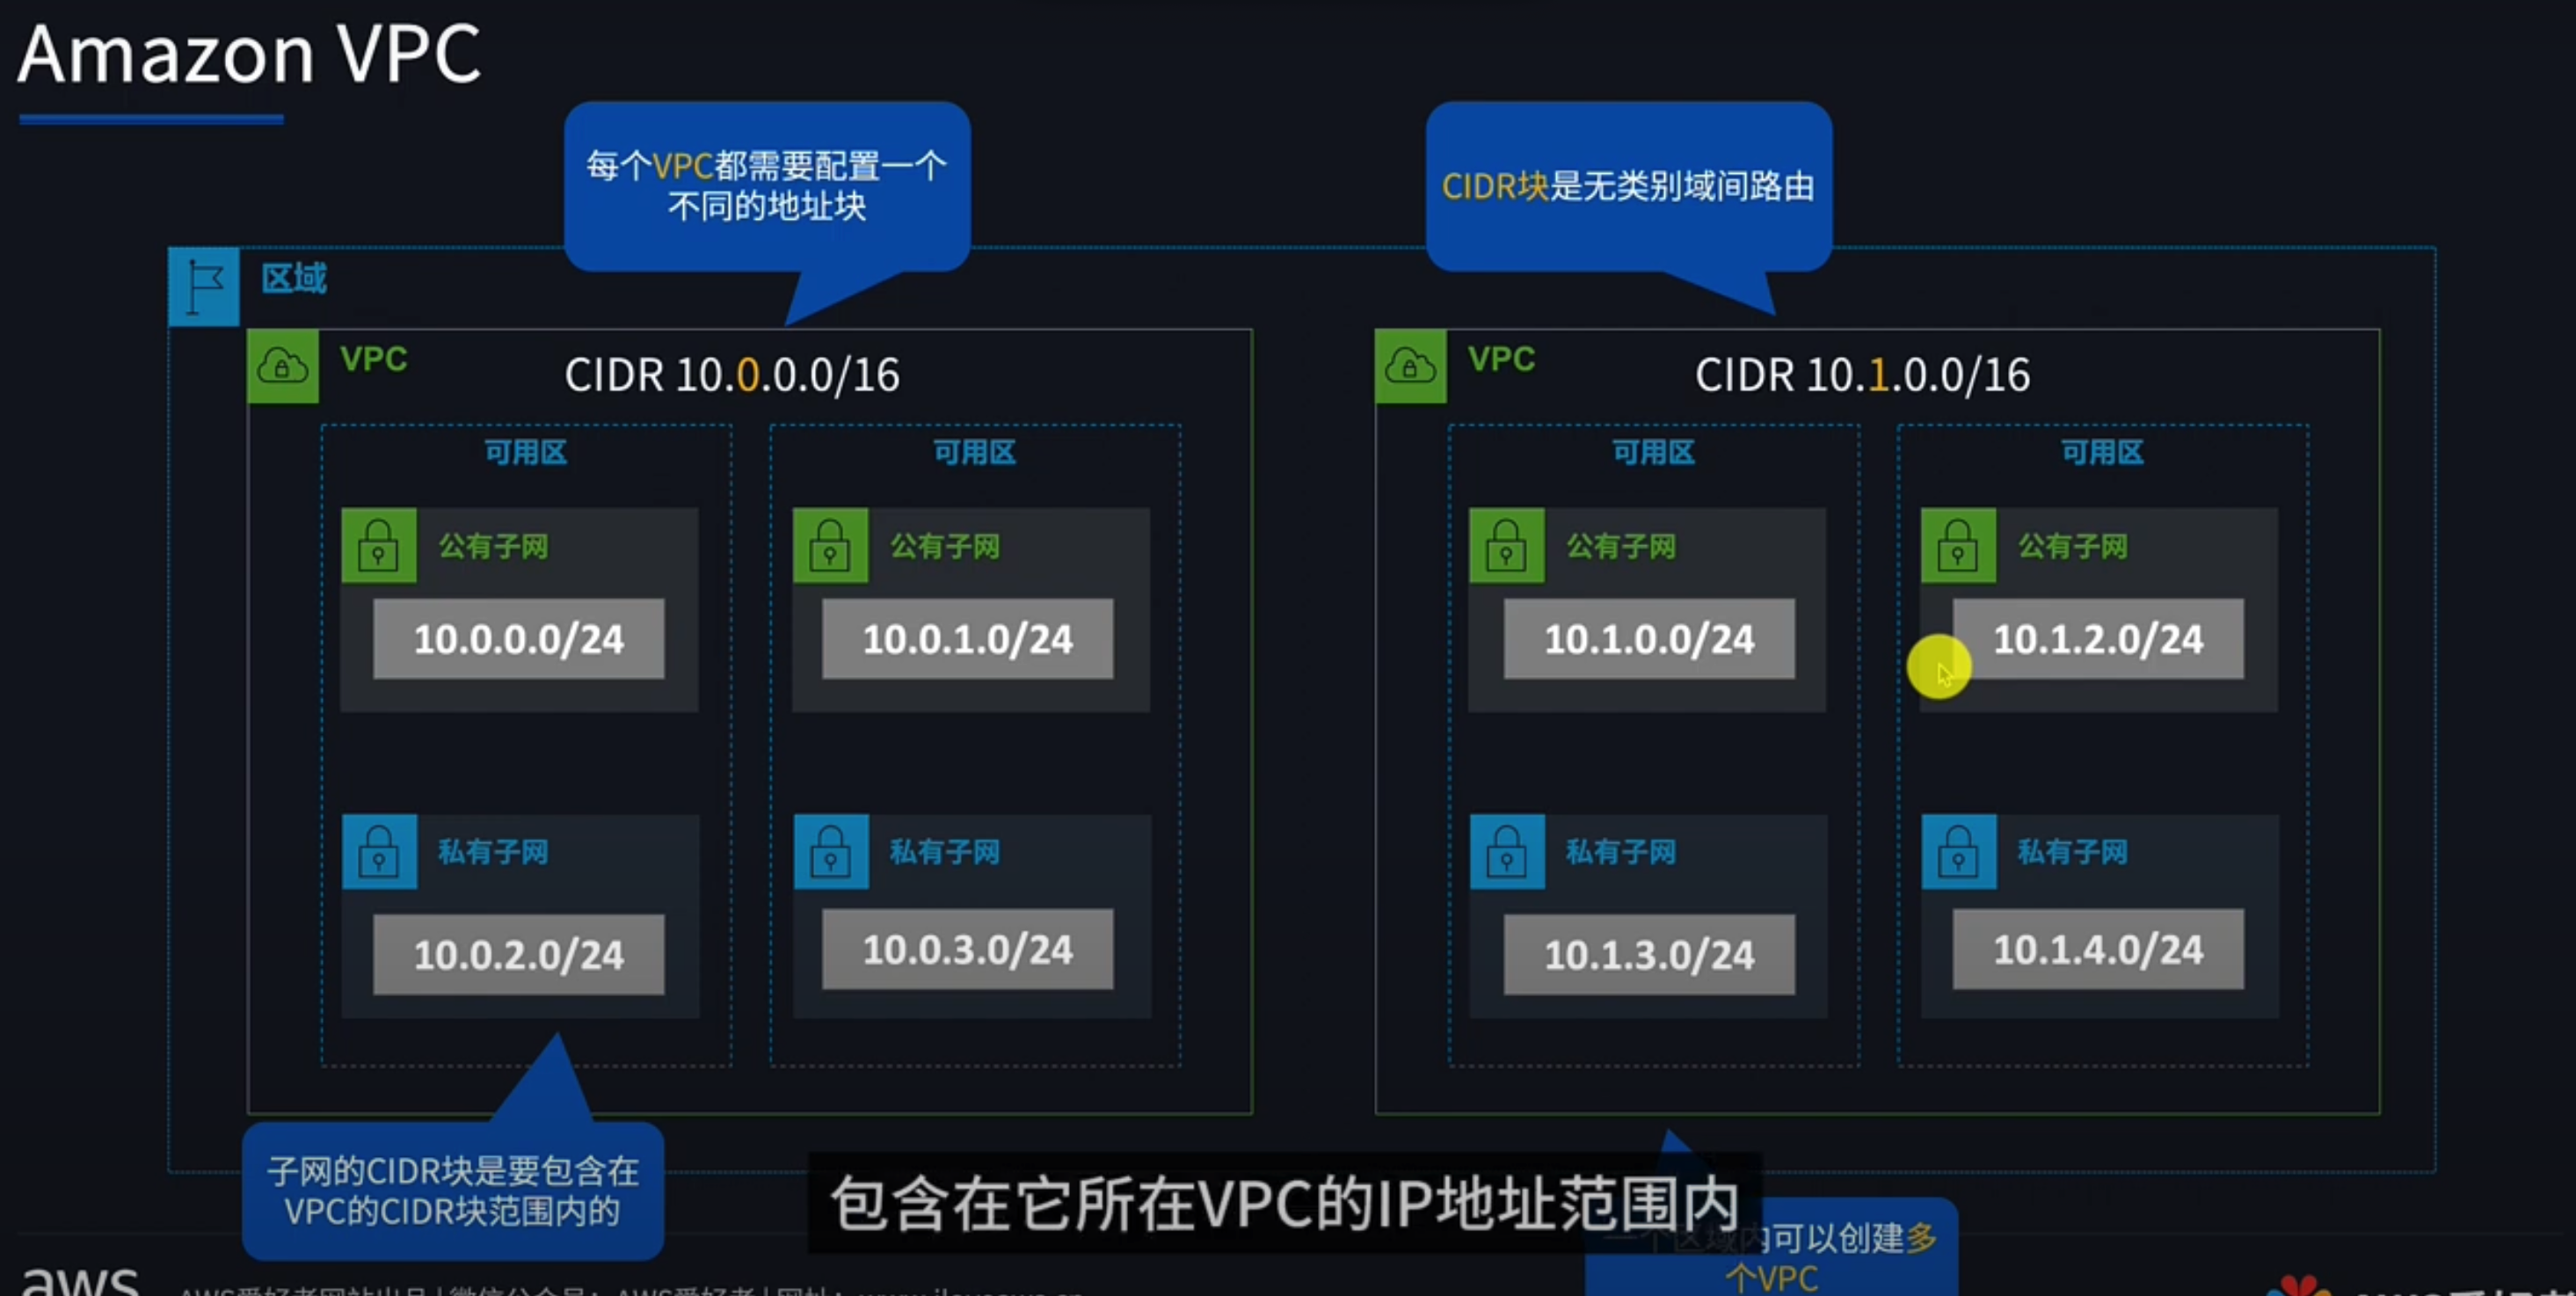 Amazon VPC
每个VPC都需要配置一个
不同的地址块
CIDR块是无类别域间路由
区域
VPC
CIDR 10.0.0.0/16
可用区
公有子网
10.0.0.0/24
私有子网
10.0.2.0/24
可用区
公有子网
10.0.1.0/24
私有子网
10.0.3.0/24
VPC
CIDR 10.1.0.0/16
可用区
公有子网
10.1.0.0/24
私有子网
10.1.3.0/24
可用区
公有子网
10.1.2.0/24
私有子网
10.1.4.0/24
子网的CIDR块是要包含在
VPC的CIDR块范围内的
包含在它所在VPC的IP地址范围内
一个区域内可以创建多
个VPC
aws